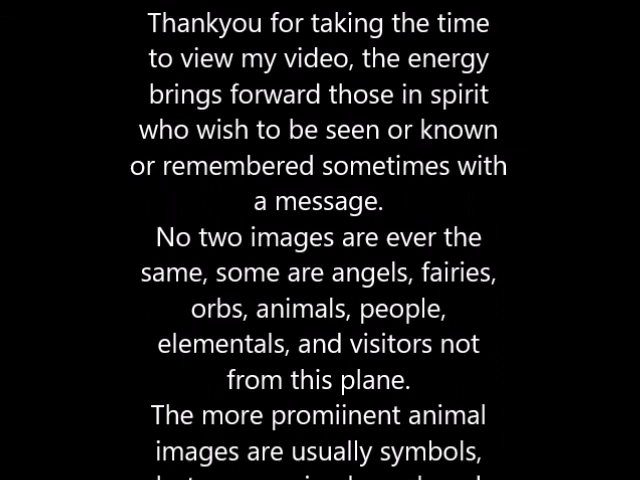 Thankyou for taking the time
to view my video, the energy
brings forward those in spirit
who wish to be seen or known
or remembered sometimes with
a message.
No two images are ever the
same, some are angels, fairies,
orbs, animals, people,
elementals, and visitors not
from this plane.
The more promiinent animal
images are usually symbols,